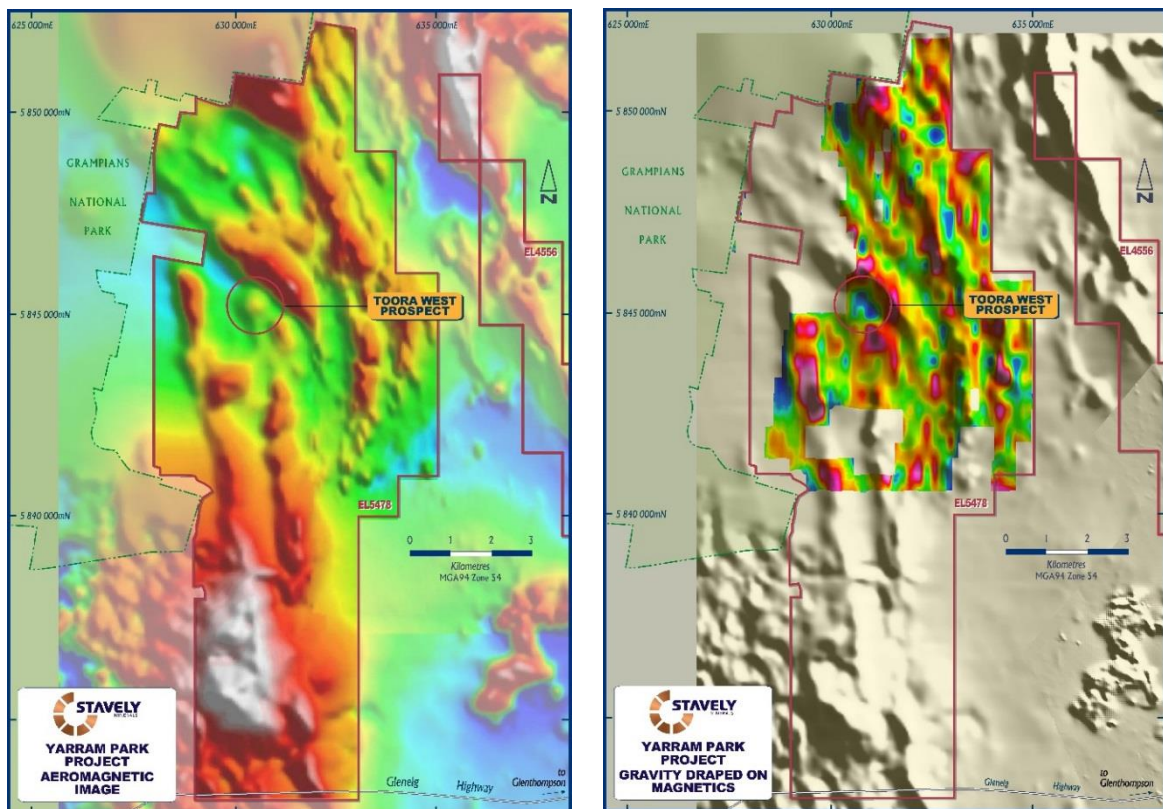 625 000mE
630 000mE
635 000mE
5 850 000mN
GRAMPIANS
NATIONAL
PARK
N
EL4556
TOORA WEST
PROSPECT
5 845 000mN
EL5478
5 840 000mN
0 1 2 3
Kilometres
MGA94 Zone 54
STAVELY
MINERALS
YARRAM PARK
PROJECT
AEROMAGNETIC
IMAGE
Glenelg Highway
to
Glenthompson
625 000mE
630 000mE
635 000mE
5 850 000mN
GRAMPIANS
NATIONAL
PARK
N
EL4556
TOORA WEST
PROSPECT
5 845 000mN
EL5478
5 840 000mN
0 1 2 3
Kilometres
MGA94 Zone 54
STAVELY
MINERALS
YARRAM PARK
PROJECT
GRAVITY DRAPED ON
MAGNETICS
Glenelg Highway
to
Glenthompson